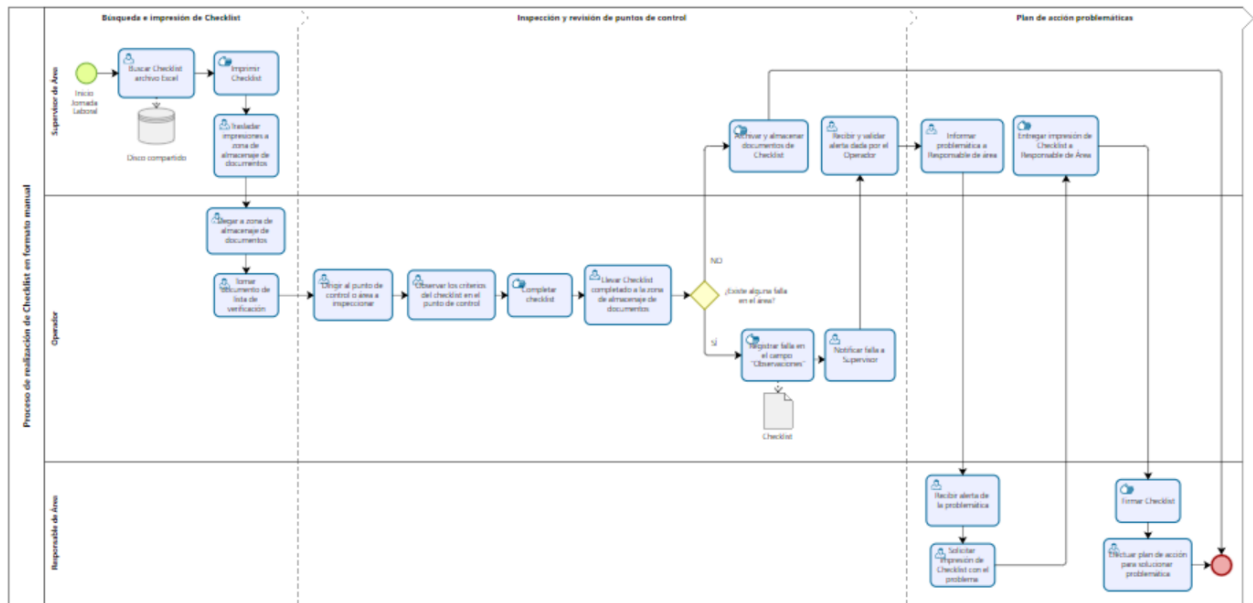 Proceso de realización de Checklist en formato manual
Búsqueda e impresión de Checklist
Inspección y revisión de puntos de control
Plan de acción problemáticas
Supervisor de Área
Inicio
Jornada
Laboral
Buscar Checklist
archivo Excel
Disco compartido
Imprimir
Checklist
Trasladar
impresiones a
zona de
almacenaje de
documentos
Archivar y almacenar
documentos de
Checklist
Recibir y validar
alerta dada por el
Operador
Informar
problemática a
Responsable de área
Entregar impresión de
Checklist a
Responsable de Área
Operador
Llegar a zona de
almacenaje de
documentos
Tomar
documento de
lista de
verificación
Dirigir al punto de
control o área a
inspeccionar
Observar los criterios
del checklist en el
punto de control
Completar
checklist
Llevar Checklist
completado a la zona
de almacenaje de
documentos
NO
¿Existe alguna falla
en el área?
SÍ
Registrar falla en
el campo
"Observaciones"
Checklist
Notificar falla a
Supervisor
Responsable de Área
Recibir alerta de
la problemática
Solicitar
impresión de
Checklist con el
problema
Firmar Checklist
Efectuar plan de acción
para solucionar
problemática